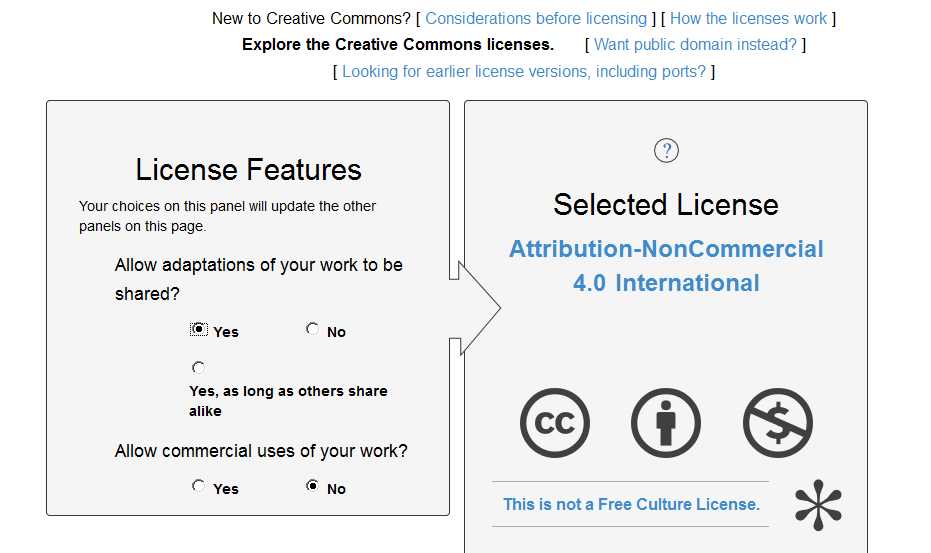 New to Creative Commons? [ Considerations before licensing ] [ How the licenses work ]
Explore the Creative Commons licenses. [ Want public domain instead? ]
[ Looking for earlier license versions, including ports? ]
License Features
Your choices on this panel will update the other
panels on this page.
Allow adaptations of your work to be
shared?
Yes No
Yes, as long as others share
alike
Allow commercial uses of your work?
Yes No
?
Selected License
Attribution-NonCommercial
4.0 International
cc
$
This is not a Free Culture License.